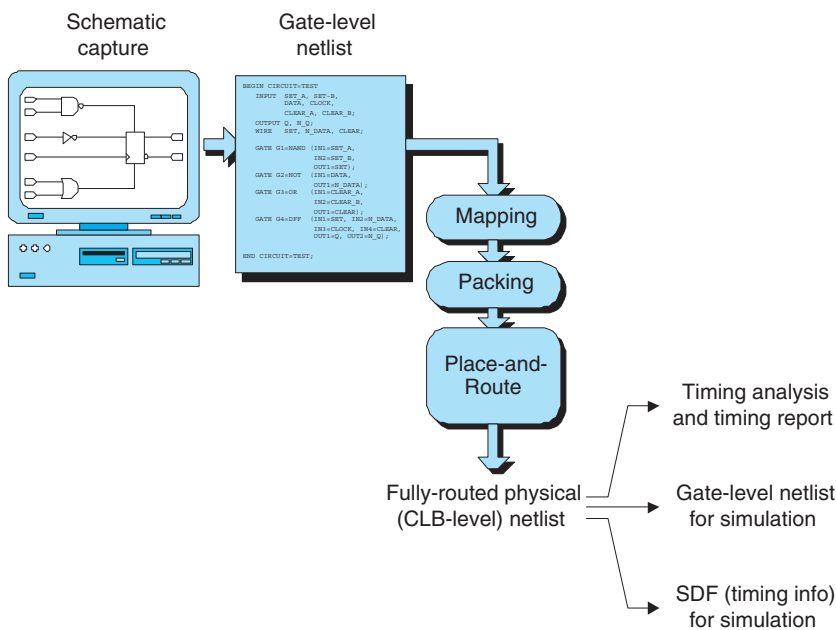 Schematic
capture
Gate-level
netlist
BEGIN CIRCUIT=TEST
INPUT SET_A, SET-B,
DATA, CLOCK,
CLEAR_A, CLEAR_B;
OUTPUT Q, N_Q;
WIRE SET, N_DATA, CLEAR;
GATE G1=NAND (IN1=SET_A,
IN2=SET_B,
OUT1=SET);
GATE G2=NOT (IN1=DATA,
OUT1=N_DATA);
GATE G3=OR (IN1=CLEAR_A,
IN2=CLEAR_B,
OUT1=CLEAR);
GATE G4=DFF (IN1=SET, IN2=N_DATA,
IN3=CLOCK, IN4=CLEAR,
OUT1=Q, OUT2=N_Q);
END CIRCUIT=TEST;
Mapping
Packing
Place-and-
Route
Fully-routed physical
(CLB-level) netlist
Timing analysis
and timing report
Gate-level netlist
for simulation
SDF (timing info)
for simulation